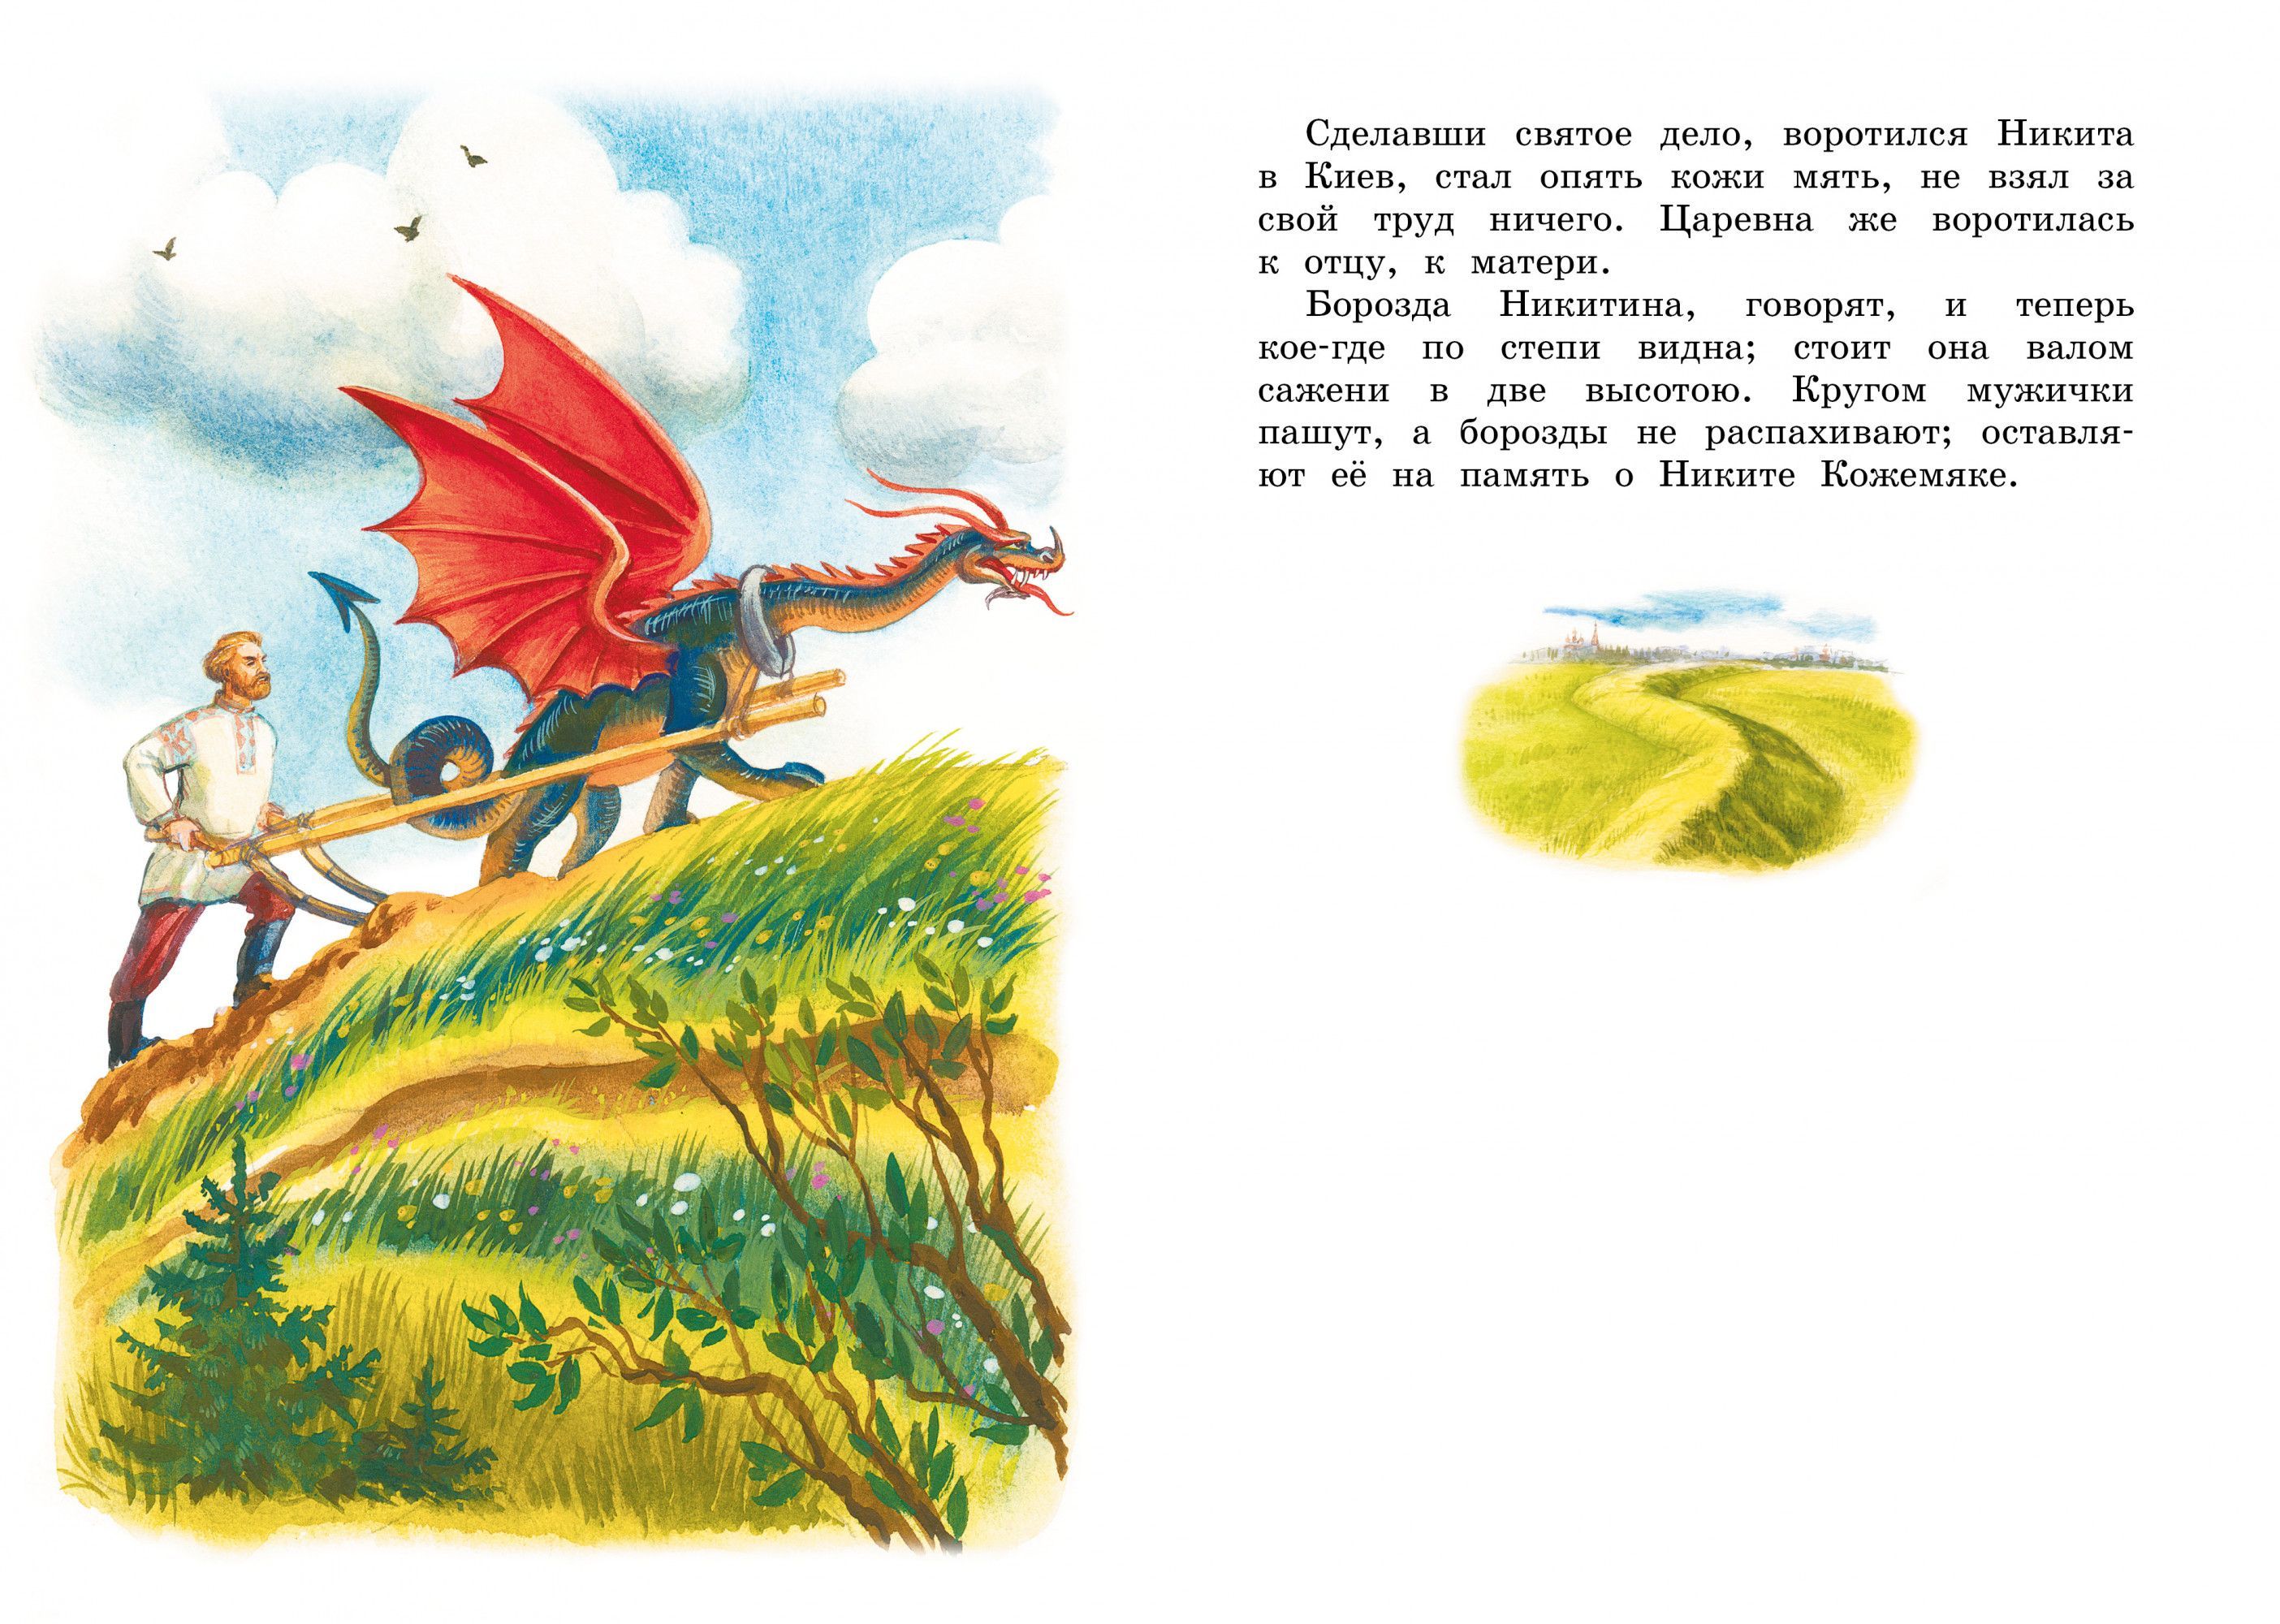 Сделавши святое дело, воротился Никита
в Киев, стал опять кожи мять, не взял за
свой труд ничего. Царевна же воротилась
к отцу, к матери.
Борозда Никитина, говорят, и теперь
кое-где по степи видна; стоит она валом
сажени в две высотою. Кругом мужички
пашут, а борозды не распахивают; оставля-
ют её на память о Никите Кожемяке.